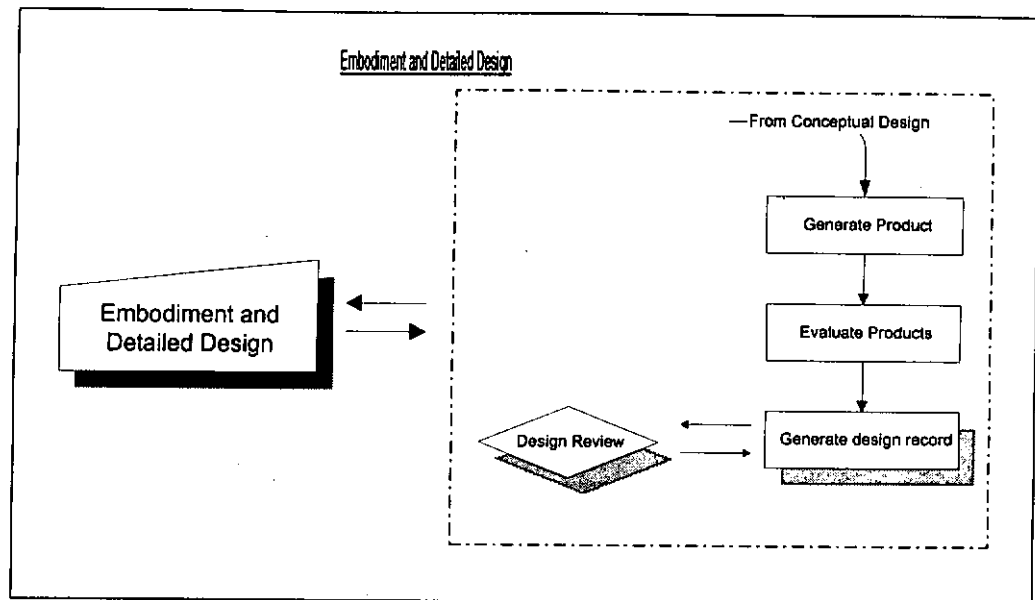 Embodiment and Detailed Design
—From Conceptual Design
Generate Product
Embodiment and
Detailed Design
Evaluate Products
Design Review
Generate design record